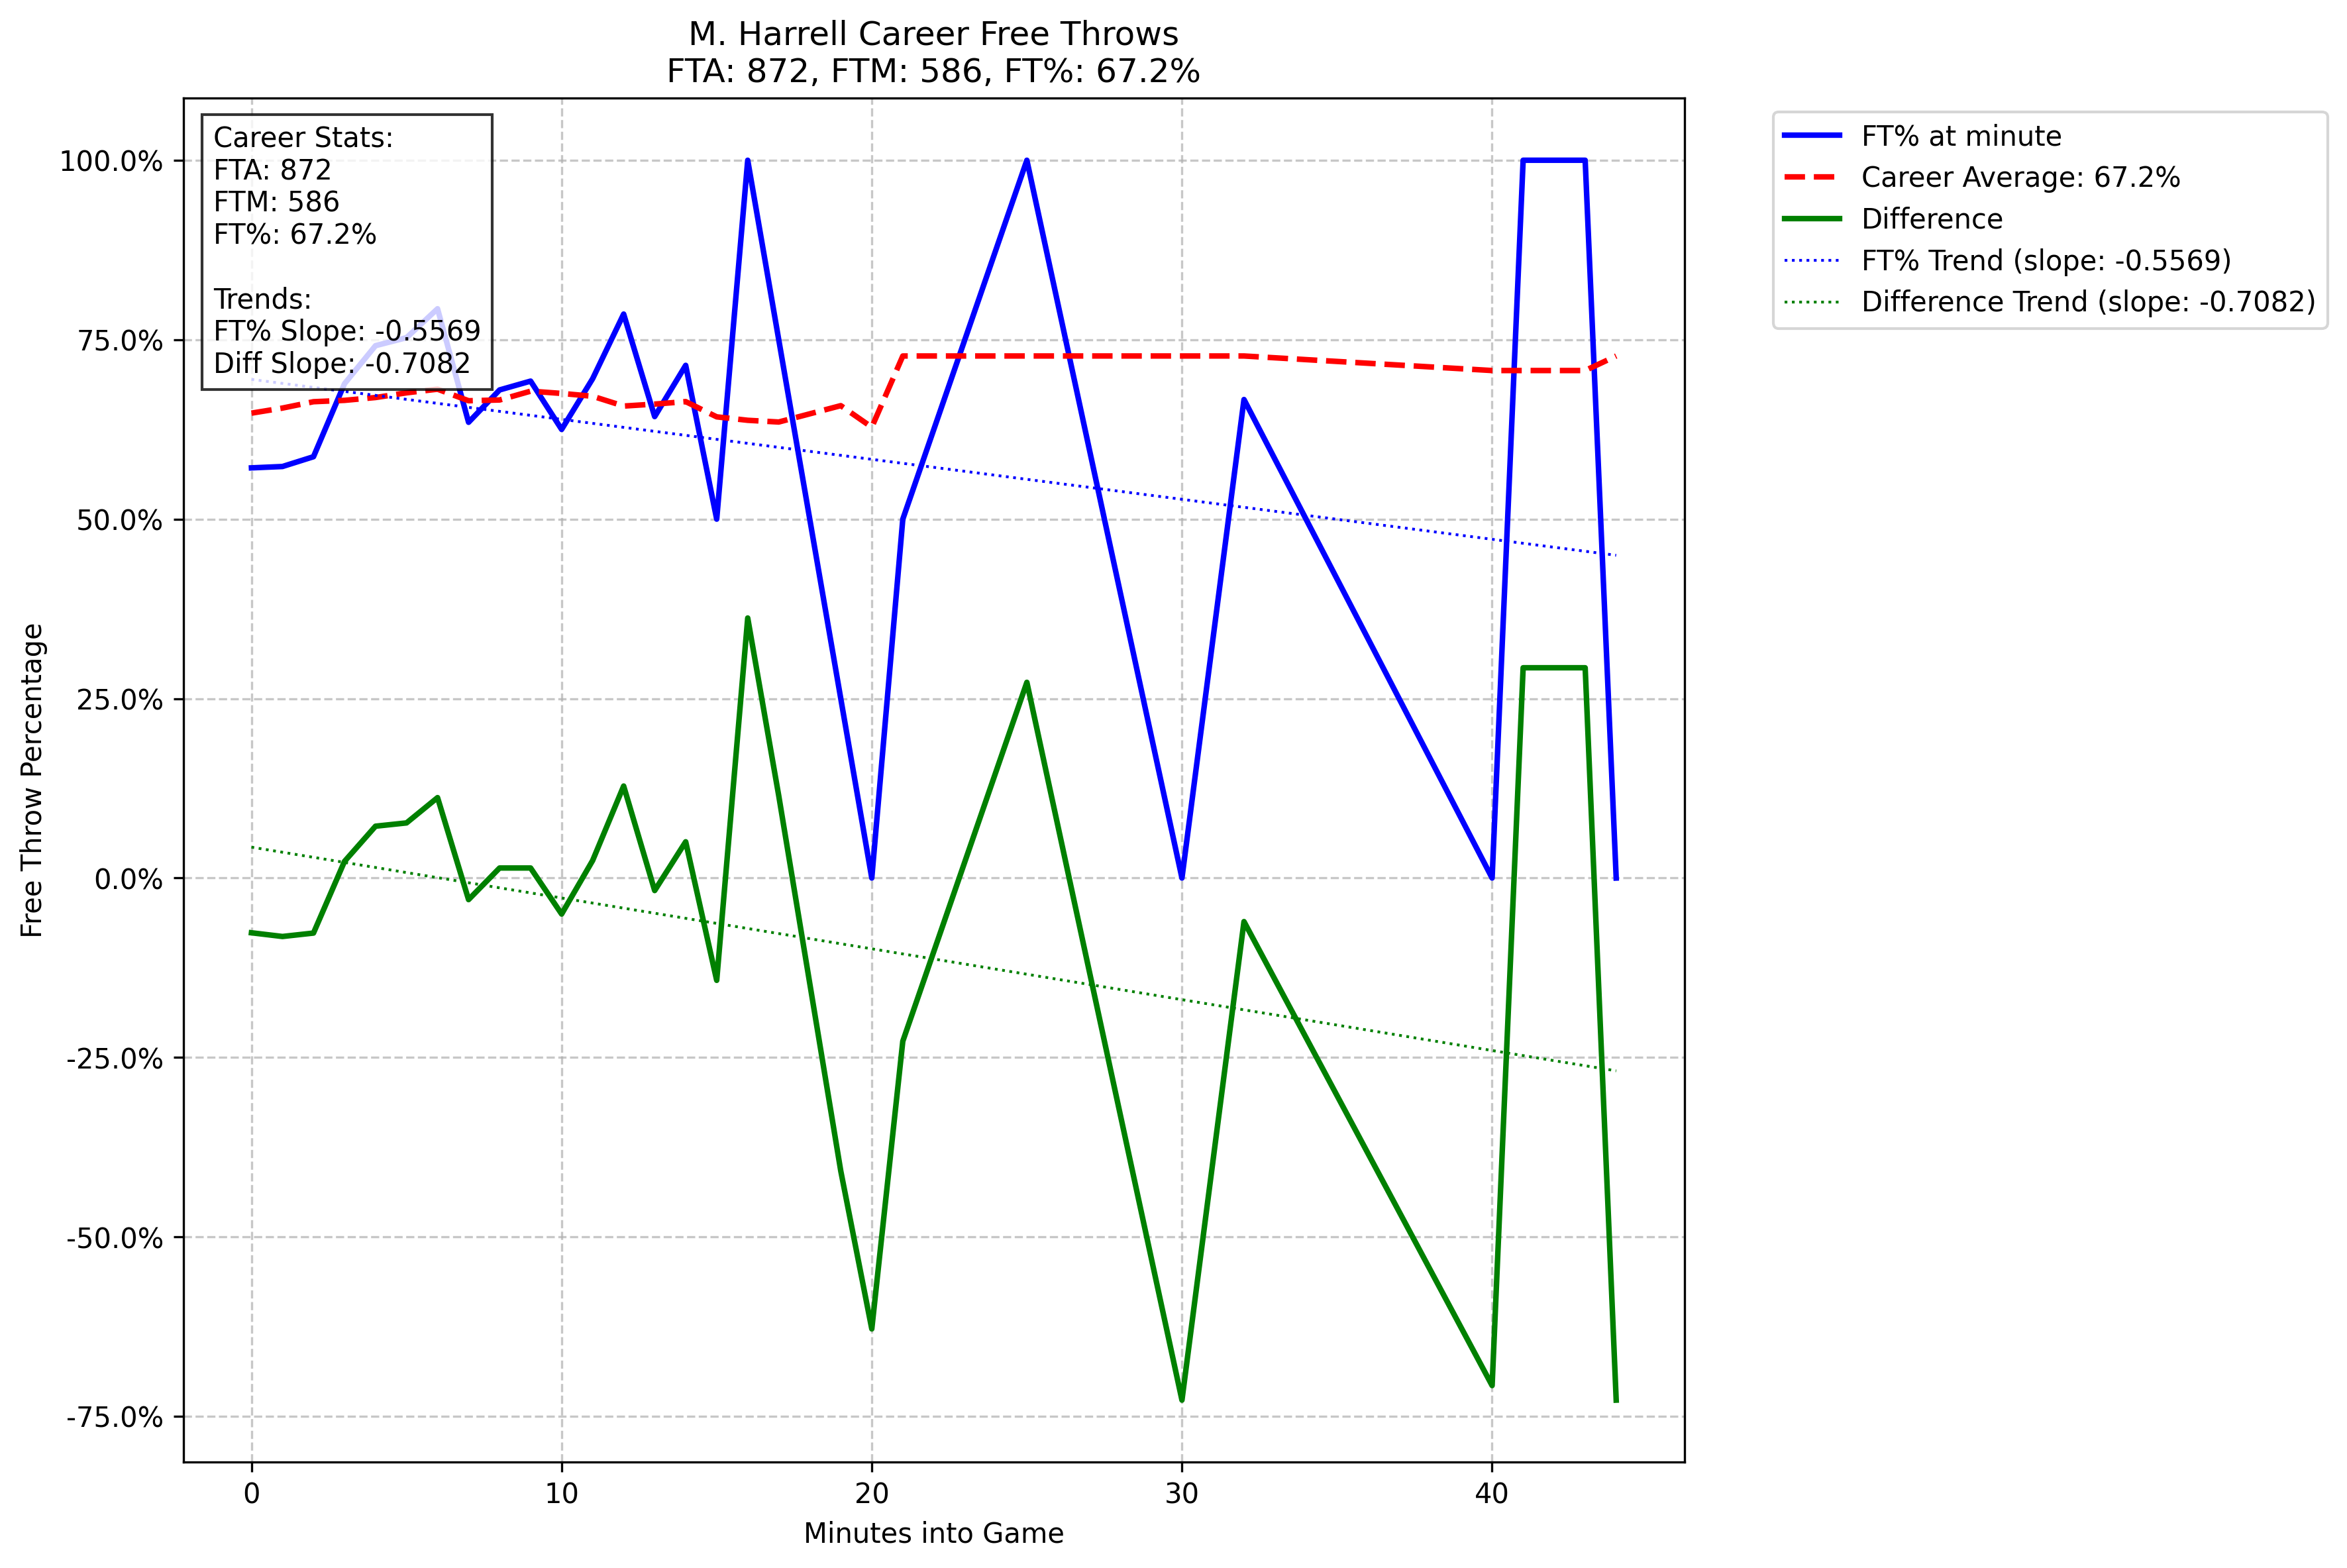 M. Harrell Career Free Throws
FTA: 872, FTM: 586, FT%: 67.2%
Career Stats:
FTA: 872
FTM: 586
FT%: 67.2%
Trends:
FT% Slope: -0.5569
Diff Slope: -0.7082
FT% at minute
Career Average: 67.2%
Difference
FT% Trend (slope: -0.5569)
Difference Trend (slope: -0.7082)
Free Throw Percentage
100.0%
75.0%
50.0%
25.0%
0.0%
-25.0%
-50.0%
-75.0%
0 10 20 30 40
Minutes into Game